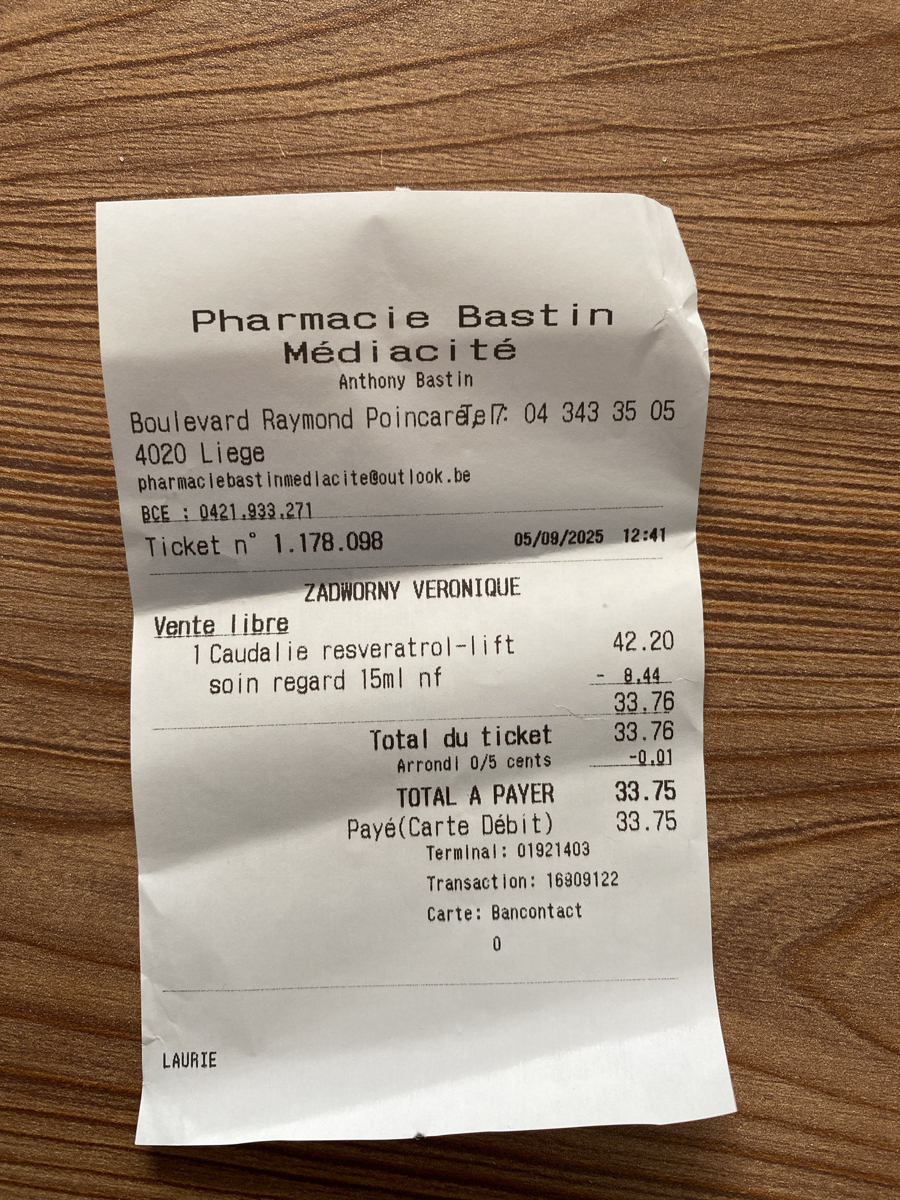 Pharmacie Bastin
Médiacité
Anthony Bastin
Boulevard Raymond Poincaré, 7 Tel : 04 343 35 05
4020 Liege
pharmaciebastinmediacite@outlook.be
BCE : 0421.933.271
Ticket n° 1.178.098 05/09/2025 12:41
ZADWORNY VERONIQUE
Vente libre
1 Caudalie resveratrol-lift 42.20
soin regard 15ml nf - 8.44
33.76
Total du ticket 33.76
Arrondi 0/5 cents -0.01
TOTAL A PAYER 33.75
Payé(Carte Débit) 33.75
Terminal: 01921403
Transaction: 16909122
Carte: Bancontact
0
LAURIE